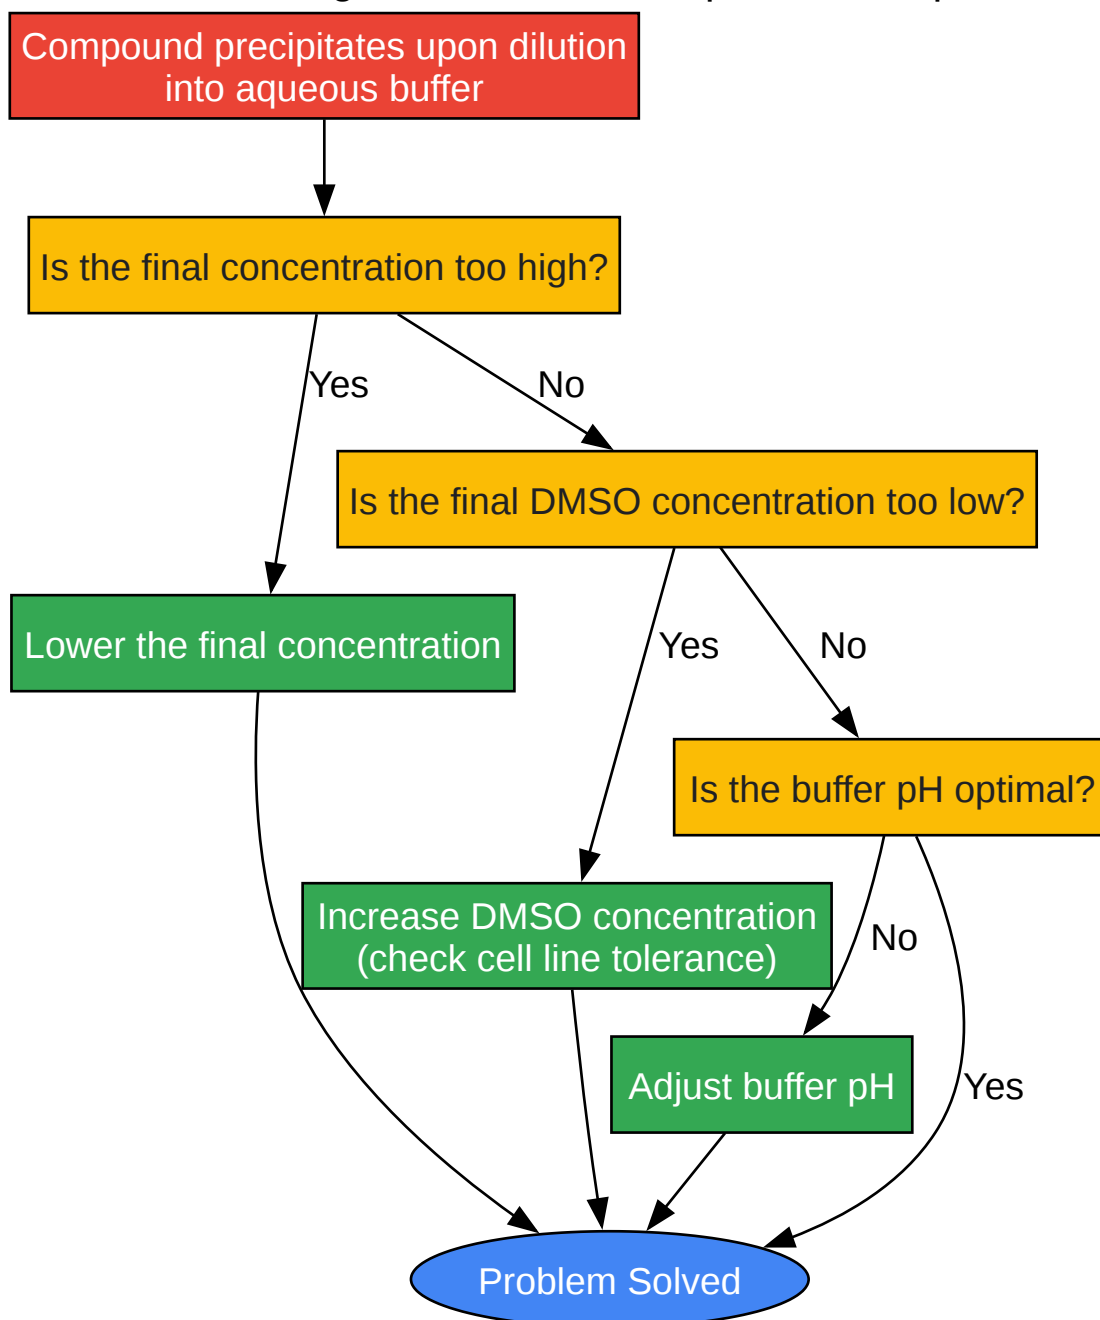 Compound precipitates upon dilution
into aqueous buffer
Is the final concentration too high?
Yes
No
Is the final DMSO concentration too low?
Lower the final concentration
Yes
No
Is the buffer pH optimal?
Increase DMSO concentration
(check cell line tolerance)
No
Adjust buffer pH
Yes
Problem Solved